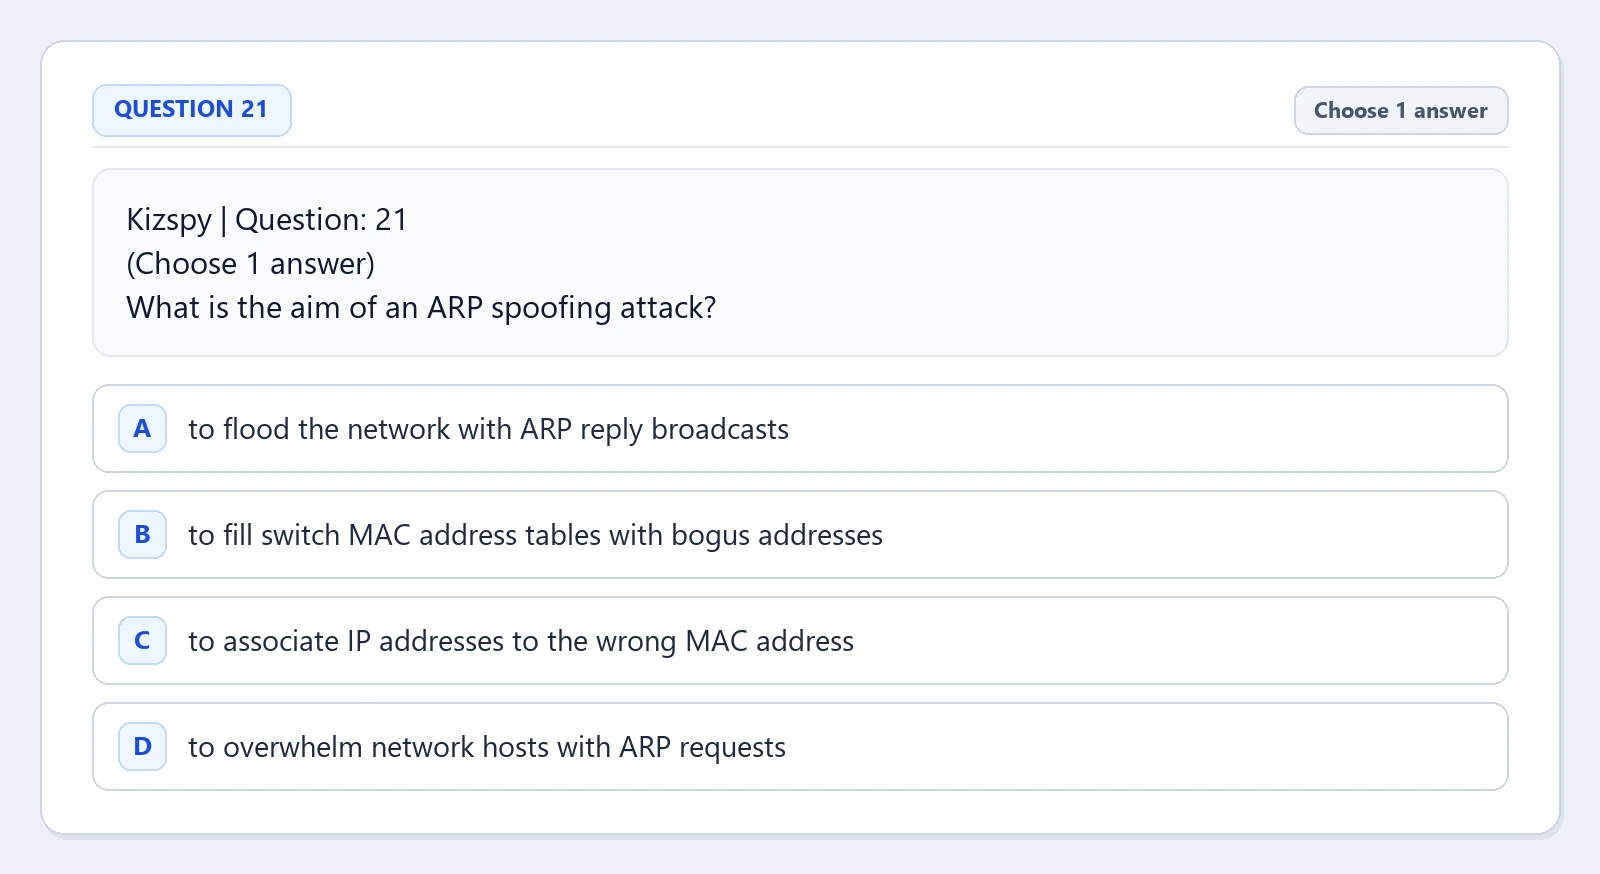 QUESTION 21
Choose 1 answer
Kizspy | Question: 21
(Choose 1 answer)
What is the aim of an ARP spoofing attack?
A to flood the network with ARP reply broadcasts
B to fill switch MAC address tables with bogus addresses
C to associate IP addresses to the wrong MAC address
D to overwhelm network hosts with ARP requests